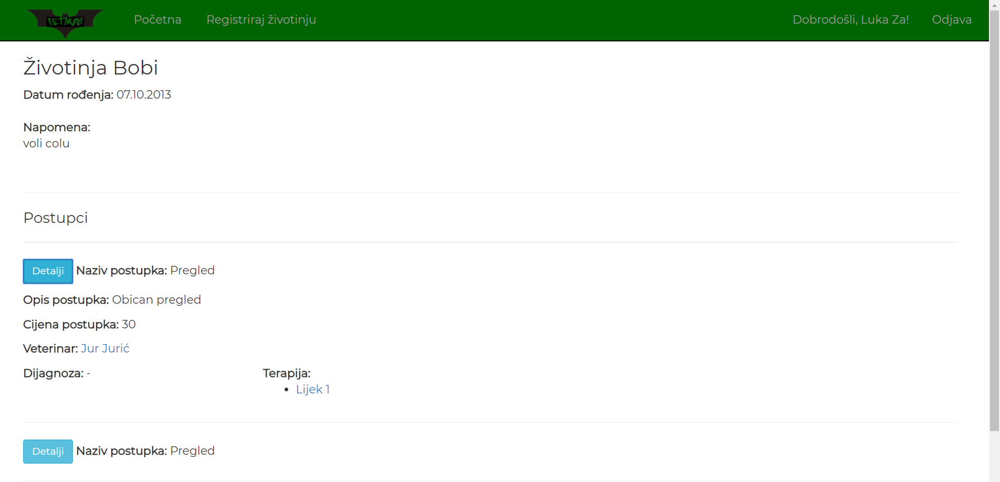 VETMAN
Početna
Registriraj životinju
Dobrodošli, Luka Za!
Odjava
Životinja Bobi
Datum rođenja: 07.10.2013
Napomena:
voli colu
Postupci
Detalji Naziv postupka: Pregled
Opis postupka: Obican pregled
Cijena postupka: 30
Veterinar: Jur Jurić
Dijagnoza: -
Terapija:
• Lijek 1
Detalji Naziv postupka: Pregled